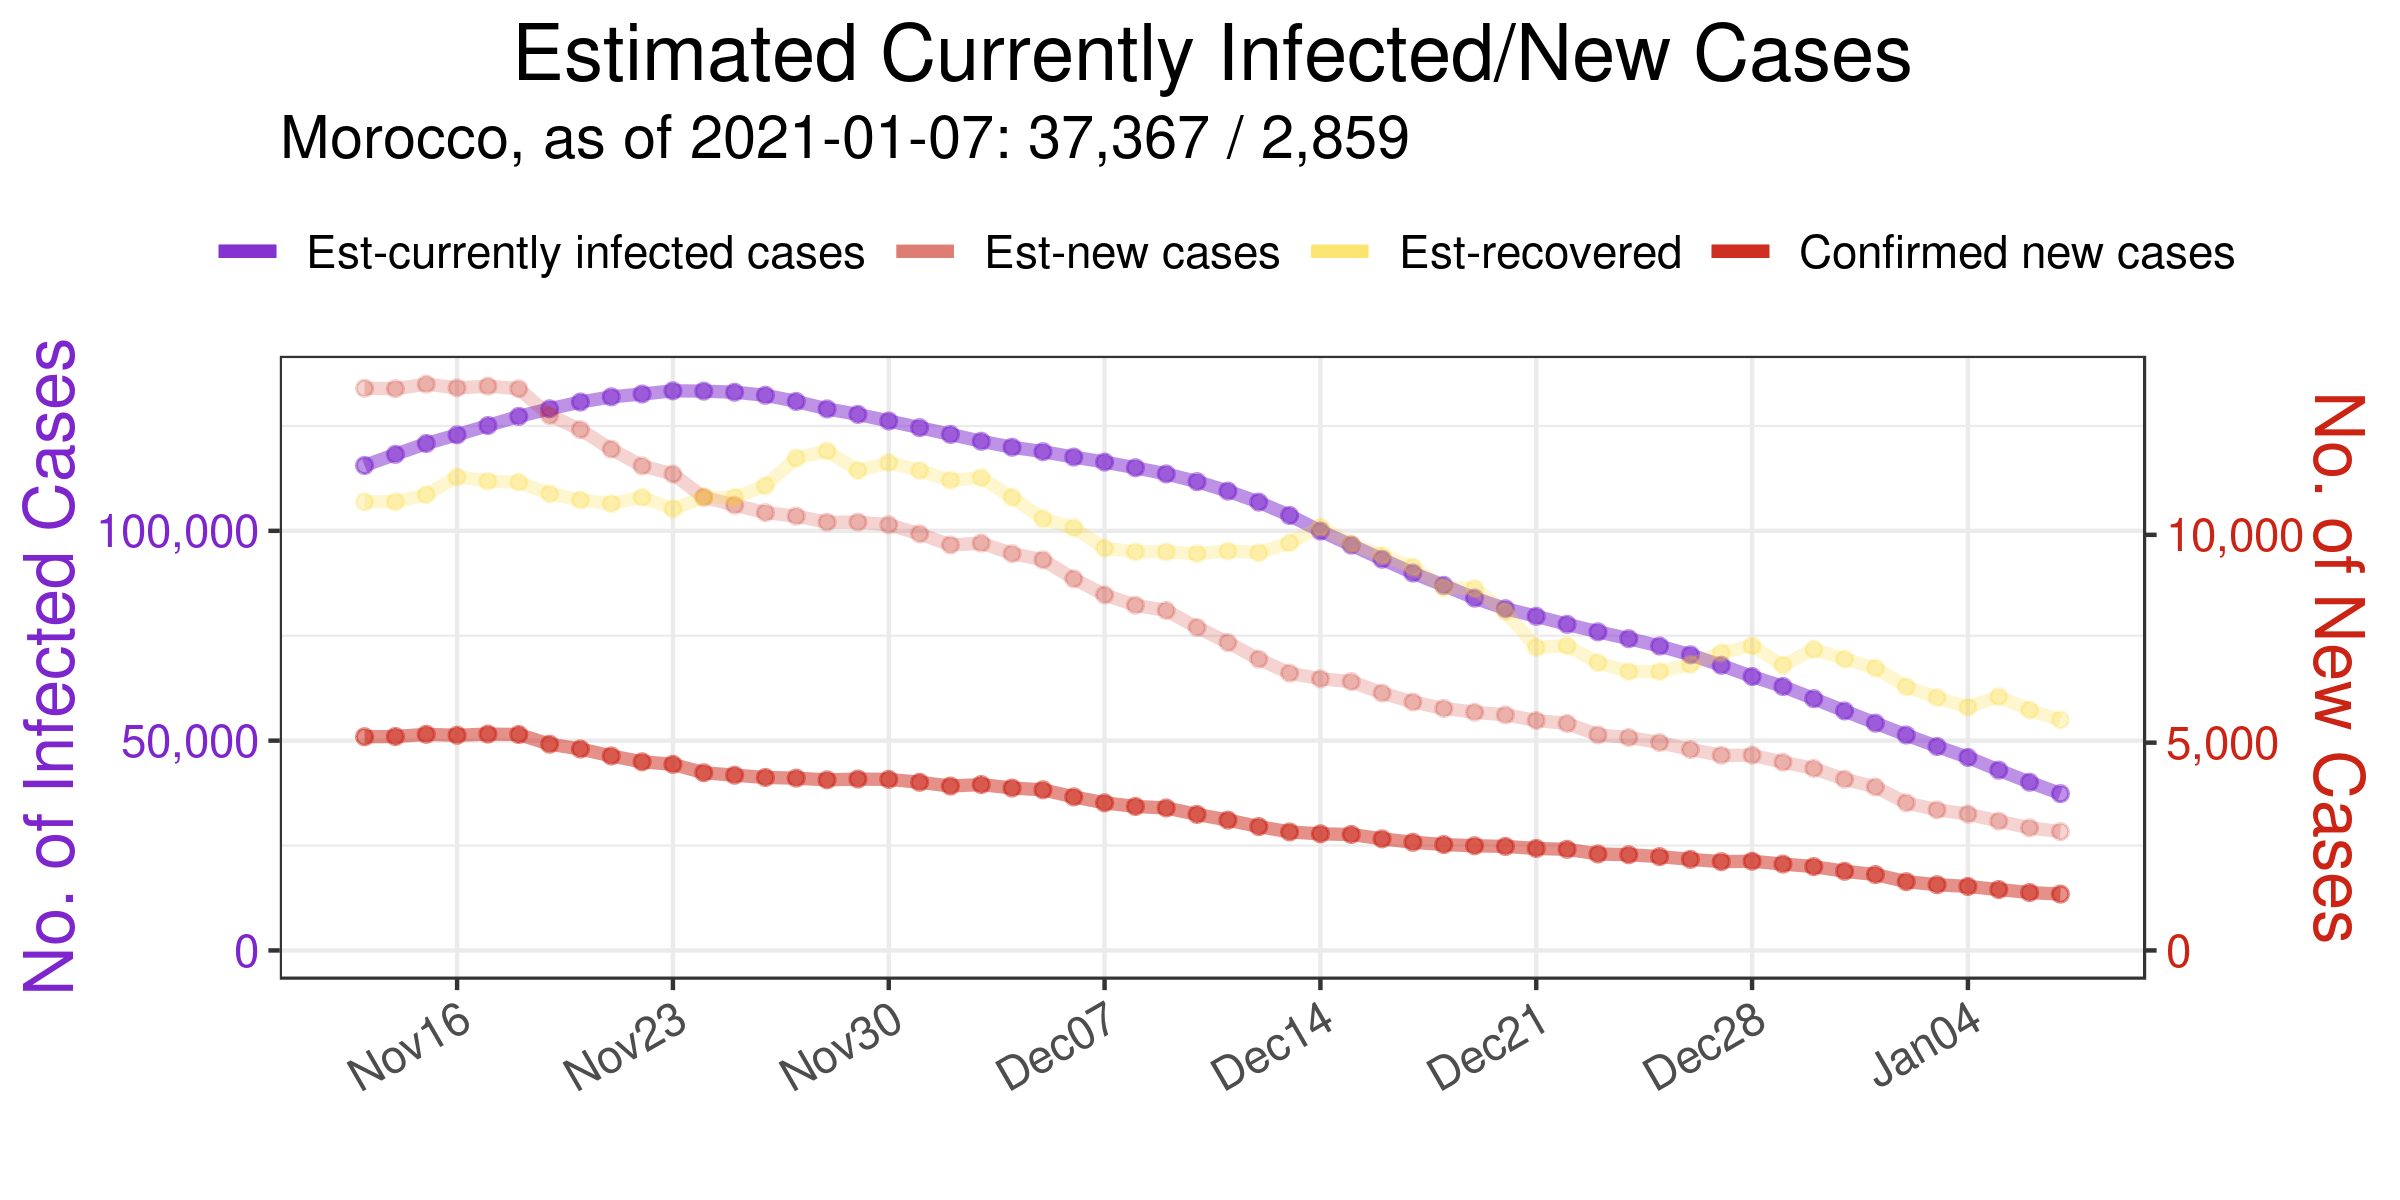 Estimated Currently Infected/New Cases
Morocco, as of 2021-01-07: 37,367 / 2,859
Est-currently infected cases Est-new cases Est-recovered Confirmed new cases
No. of Infected Cases
100,000
50,000
0
10,000
5,000
0
No. of New Cases
Nov16 Nov23 Nov30 Dec07 Dec14 Dec21 Dec28 Jan04